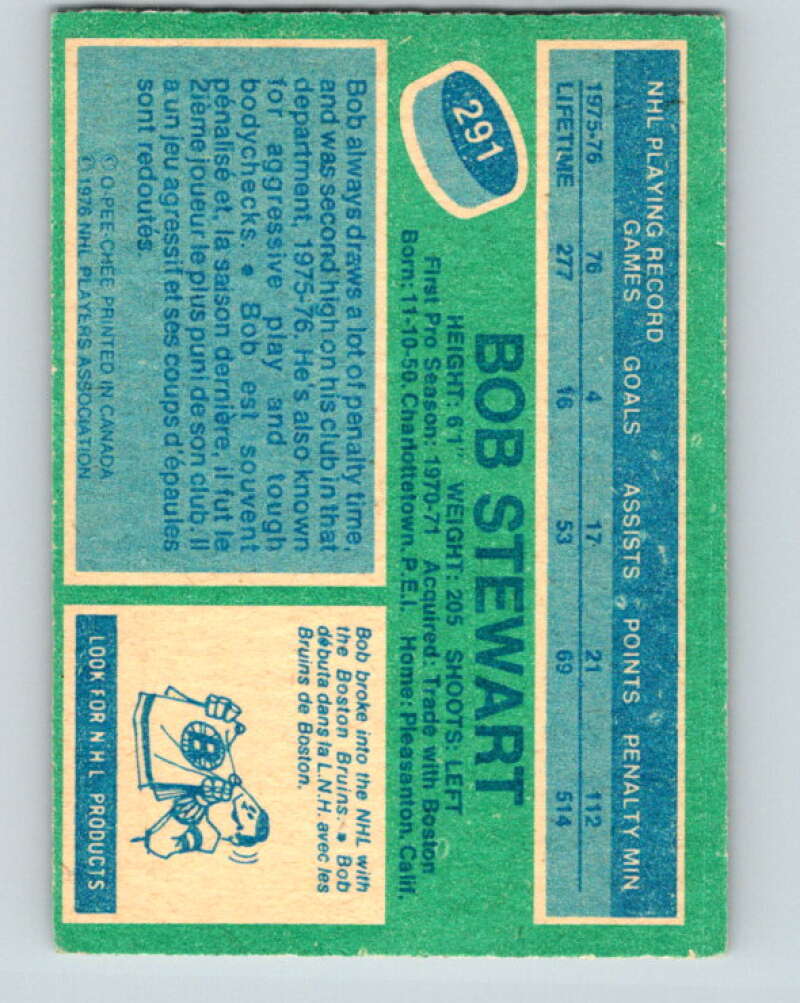 NHL PLAYING RECORD
GAMES GOALS ASSISTS POINTS PENALTY MIN
1975-76 76 4 17 21 112
LIFETIME 277 16 53 69 514
291
BOB STEWART
HEIGHT: 6'1" WEIGHT: 205 SHOOTS: LEFT
First Pro Season: 1970-71 Acquired: Trade with Boston
Born: 11-10-50, Charlottetown, P.E.I. Home: Pleasanton, Calif.
Bob always draws a lot of penalty time,
and was second high on his club in that
department, 1975-76. He's also known
for aggressive play and tough
bodychecks. • Bob est souvent
pénalisé et, la saison dernière, il fut le
2ième joueur le plus puni de son club. Il
a un jeu agressif et ses coups d'épaules
sont redoutés.
© O-PEE-CHEE PRINTED IN CANADA
© 1976 NHL PLAYERS ASSOCIATION
Bob broke into the NHL with
the Boston Bruins. • Bob
débuta dans la L.N.H. avec les
Bruins de Boston.
B
LOOK FOR N.H.L. PRODUCTS